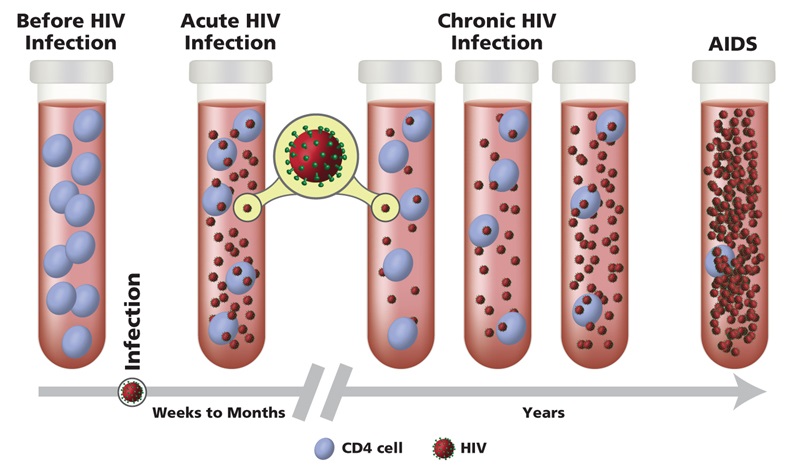 Before HIV
Infection
Acute HIV
Infection
Chronic HIV
Infection
AIDS
Infection
Weeks to Months
Years
CD4 cell
HIV